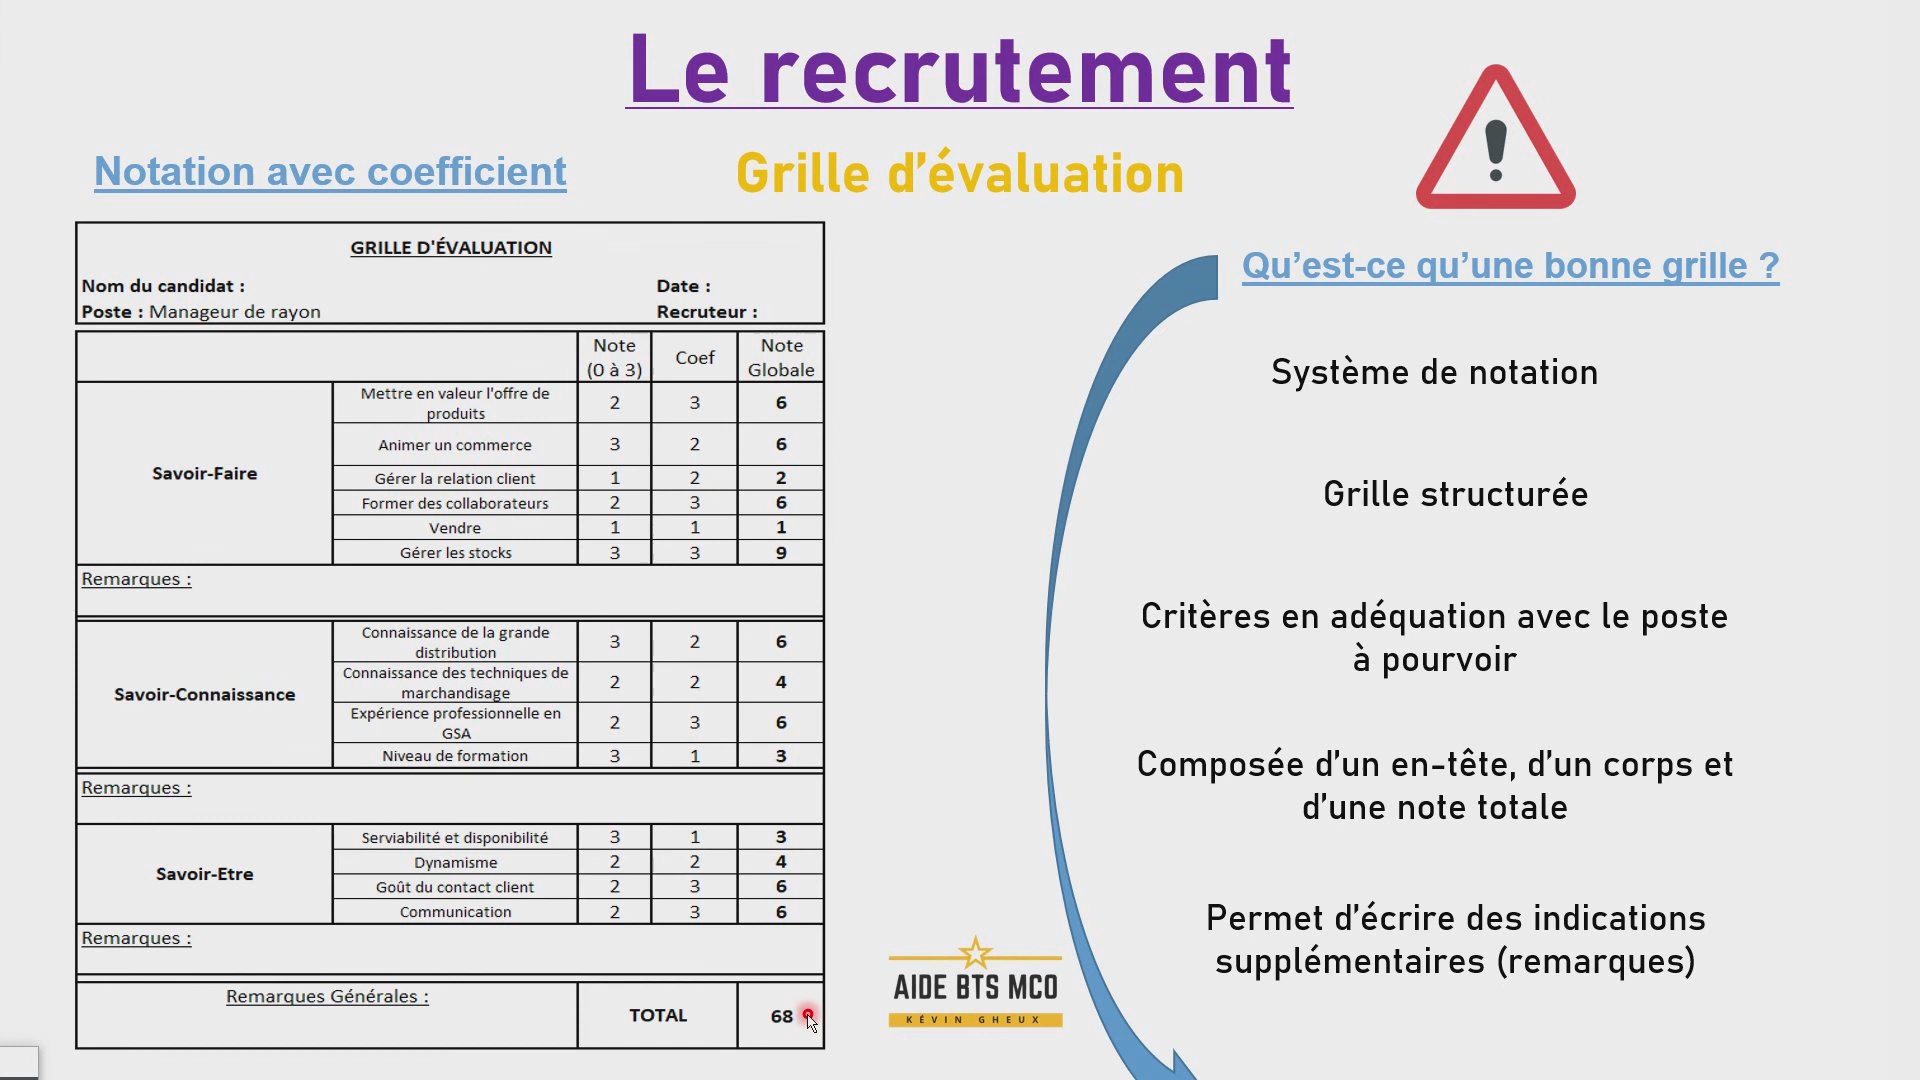 Le recrutement
Notation avec coefficient
Grille d’évaluation
GRILLE D'ÉVALUATION
Nom du candidat :
Date :
Poste : Manageur de rayon
Recruteur :
Note
(0 à 3)
Coef
Note
Globale
Savoir-Faire
Mettre en valeur l'offre de
produits
2 3 6
Animer un commerce 3 2 6
Gérer la relation client 1 2 2
Former des collaborateurs 2 3 6
Vendre 1 1 1
Gérer les stocks 3 3 9
Remarques :
Savoir-Connaissance
Connaissance de la grande
distribution
3 2 6
Connaissance des techniques de
marchandisage
2 2 4
Expérience professionnelle en
GSA
2 3 6
Niveau de formation 3 1 3
Remarques :
Savoir-Etre
Serviabilité et disponibilité 3 1 3
Dynamisme 2 2 4
Goût du contact client 2 3 6
Communication 2 3 6
Remarques :
Remarques Générales :
TOTAL 68
Qu’est-ce qu’une bonne grille ?
Système de notation
Grille structurée
Critères en adéquation avec le poste
à pourvoir
Composée d’un en-tête, d’un corps et
d’une note totale
Permet d’écrire des indications
supplémentaires (remarques)
AIDE BTS MCO
KÉVIN GHEUX